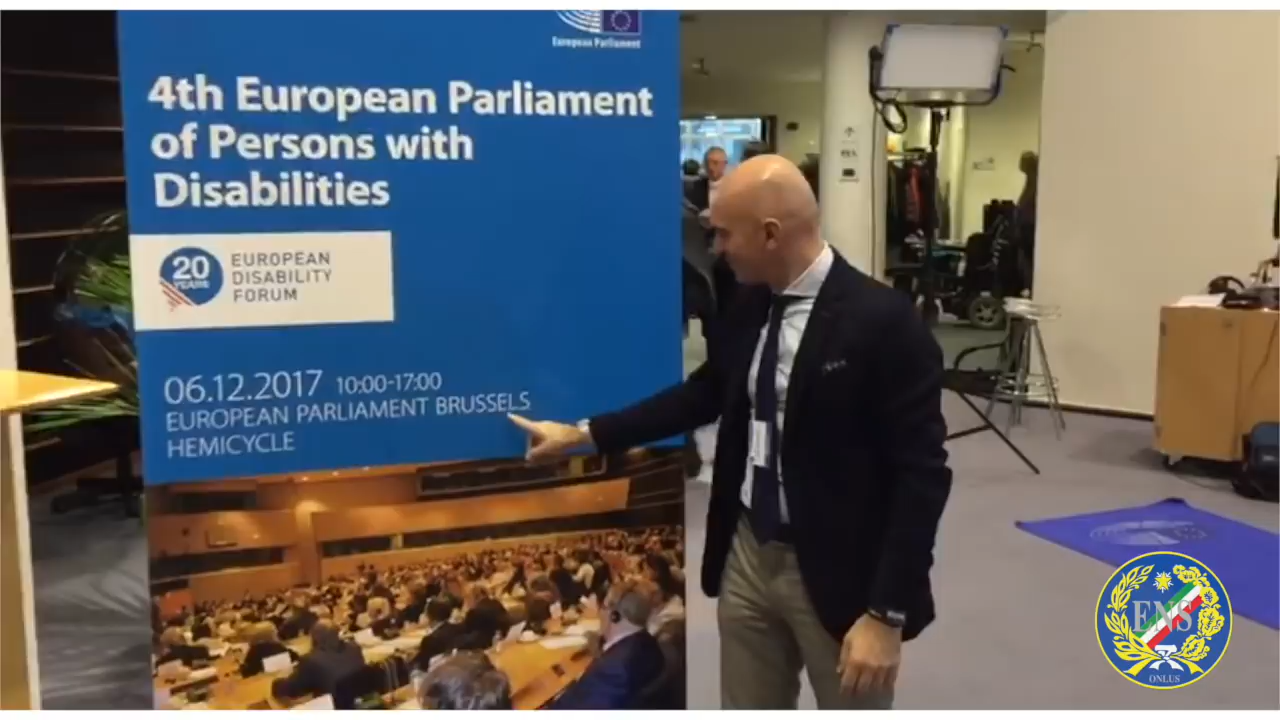 European Parliament
4th European Parliament
of Persons with
Disabilities
20
YEARS
EUROPEAN
DISABILITY
FORUM
06.12.2017 10:00-17:00
EUROPEAN PARLIAMENT BRUSSELS
HEMICYCLE
ENS
ONLUS